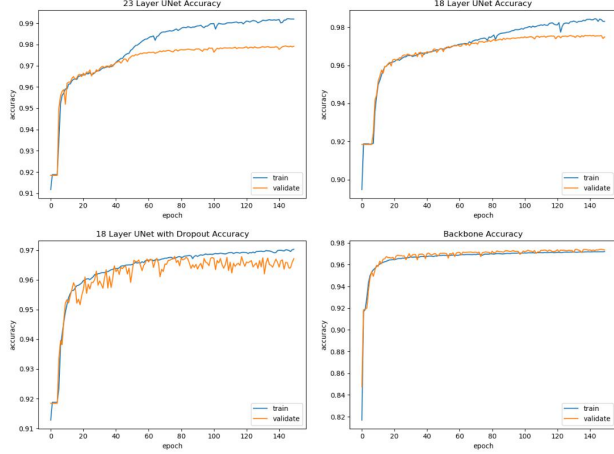 23 Layer UNet Accuracy
0.99
0.98
0.97
0.96
0.95
0.94
0.93
0.92
0.91
accuracy
0 20 40 60 80 100 120 140
epoch
train
validate
18 Layer UNet Accuracy
0.98
0.96
0.94
0.92
0.90
accuracy
0 20 40 60 80 100 120 140
epoch
train
validate
18 Layer UNet with Dropout Accuracy
0.97
0.96
0.95
0.94
0.93
0.92
0.91
accuracy
0 20 40 60 80 100 120 140
epoch
train
validate
Backbone Accuracy
0.98
0.96
0.94
0.92
0.90
0.88
0.86
0.84
0.82
accuracy
0 20 40 60 80 100 120 140
epoch
train
validate